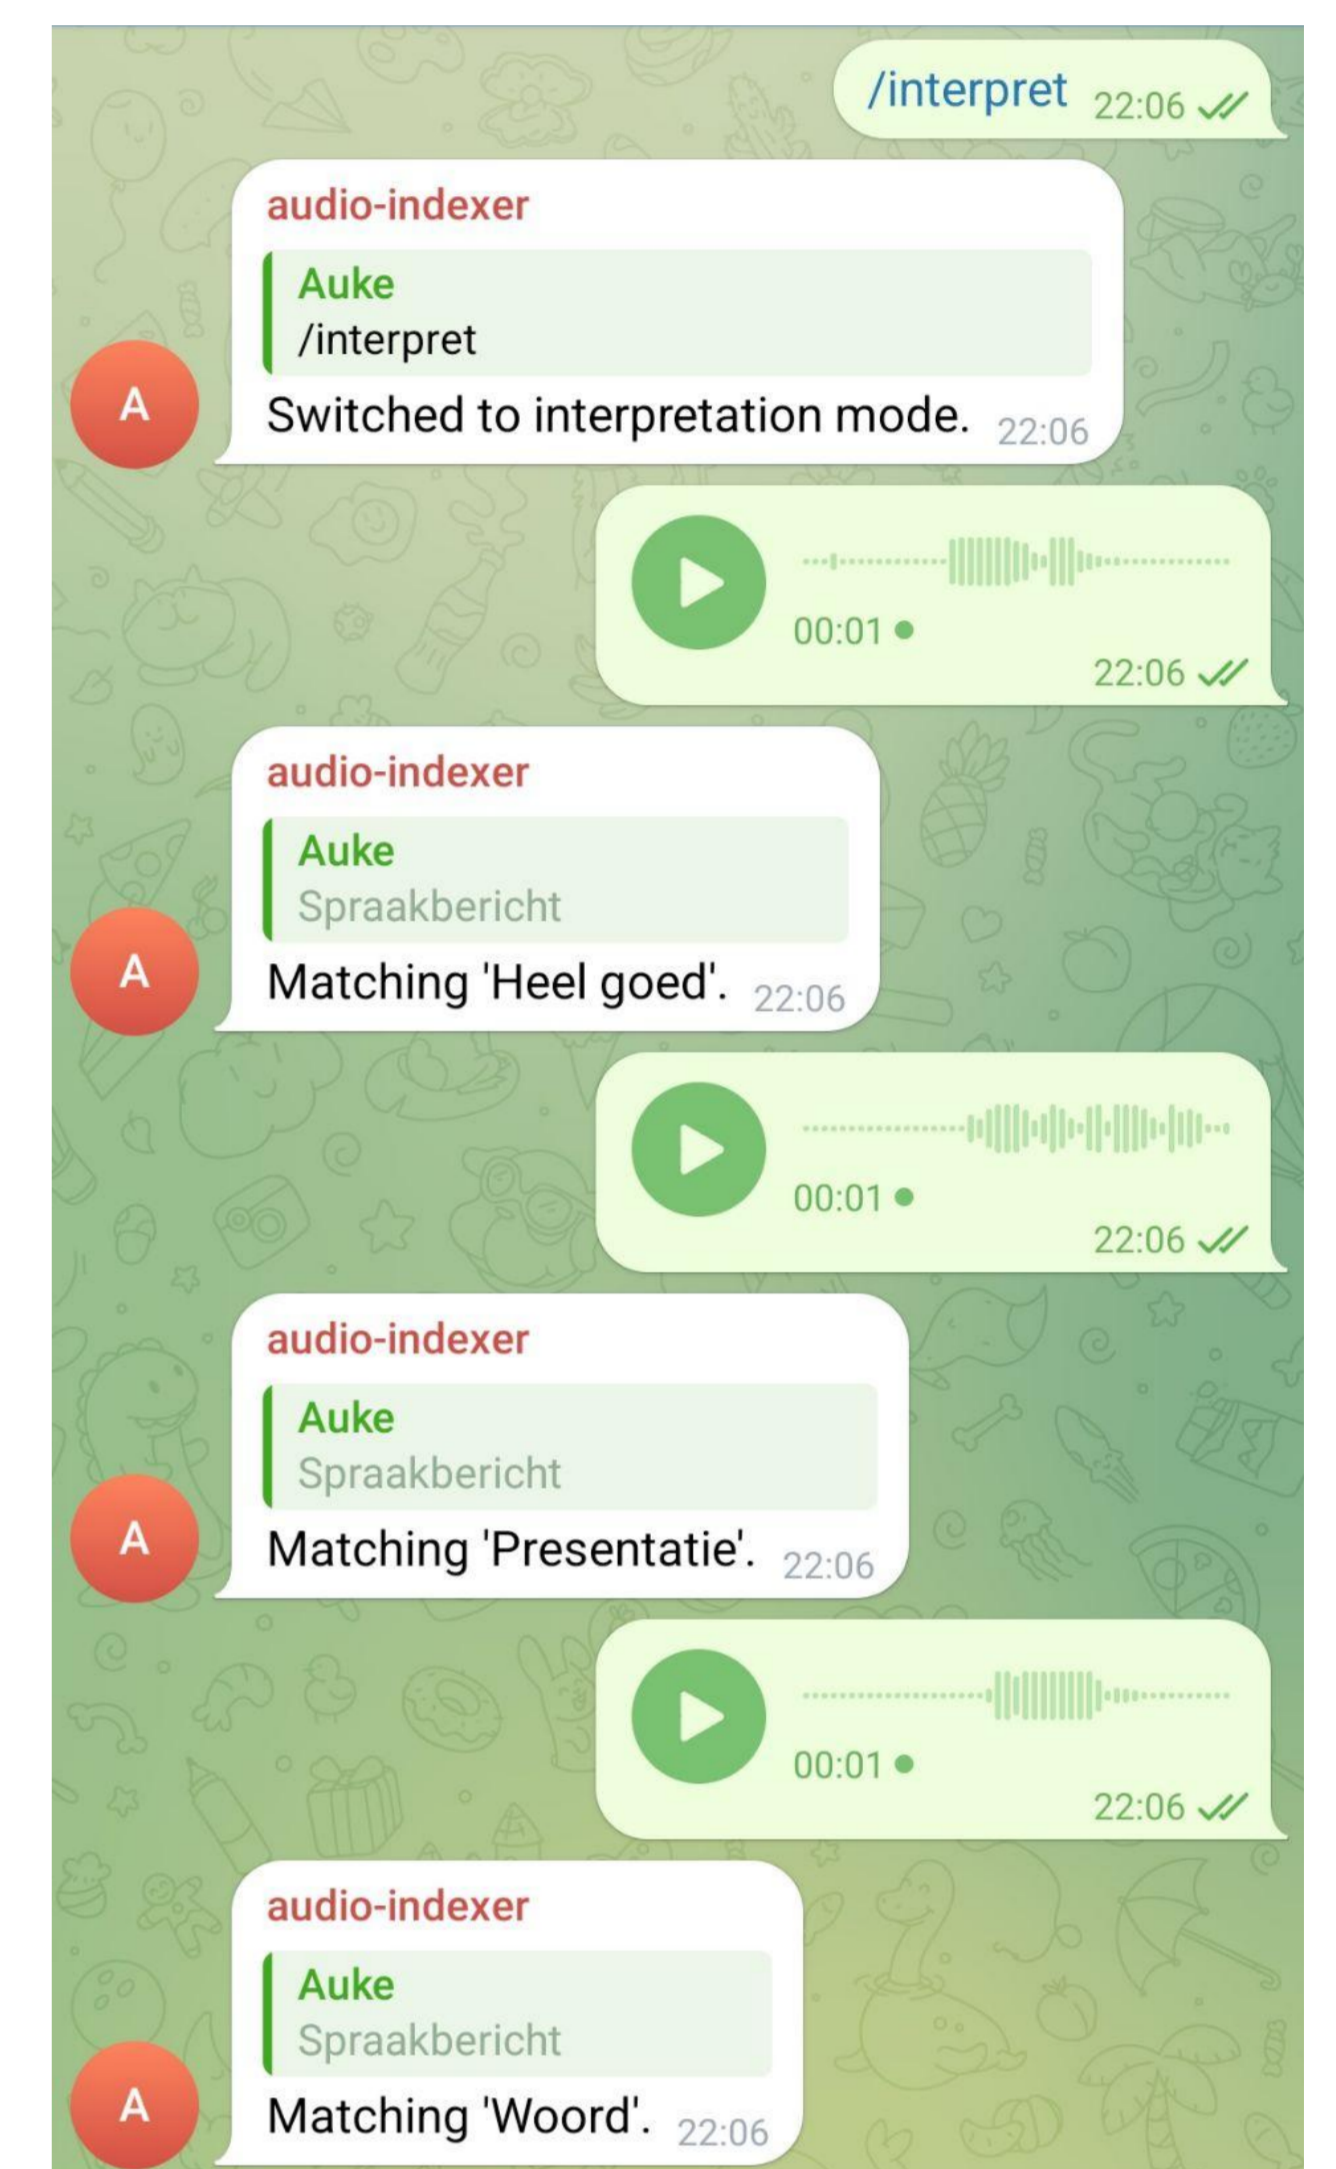 /interpret 22:06
audio-indexer
Auke
/interpret
A
Switched to interpretation mode. 22:06
00:01
22:06
audio-indexer
Auke
Spraakbericht
A
Matching 'Heel goed'. 22:06
00:01
22:06
audio-indexer
Auke
Spraakbericht
A
Matching 'Presentatie'. 22:06
00:01
22:06
audio-indexer
Auke
Spraakbericht
A
Matching 'Woord'. 22:06